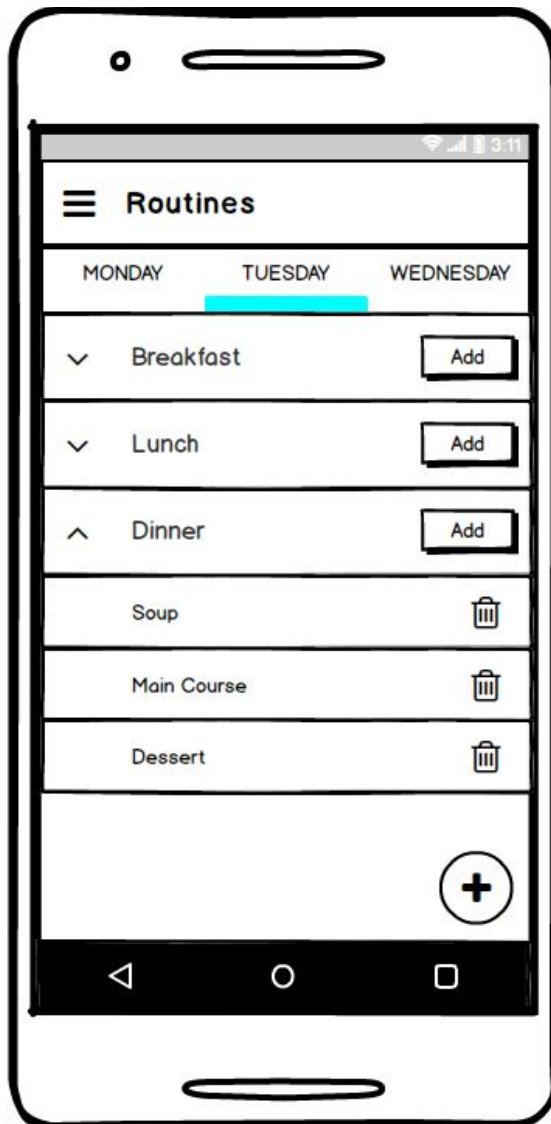 3:11
Routines
MONDAY TUESDAY WEDNESDAY
Breakfast Add
Lunch Add
Dinner Add
Soup
Main Course
Dessert